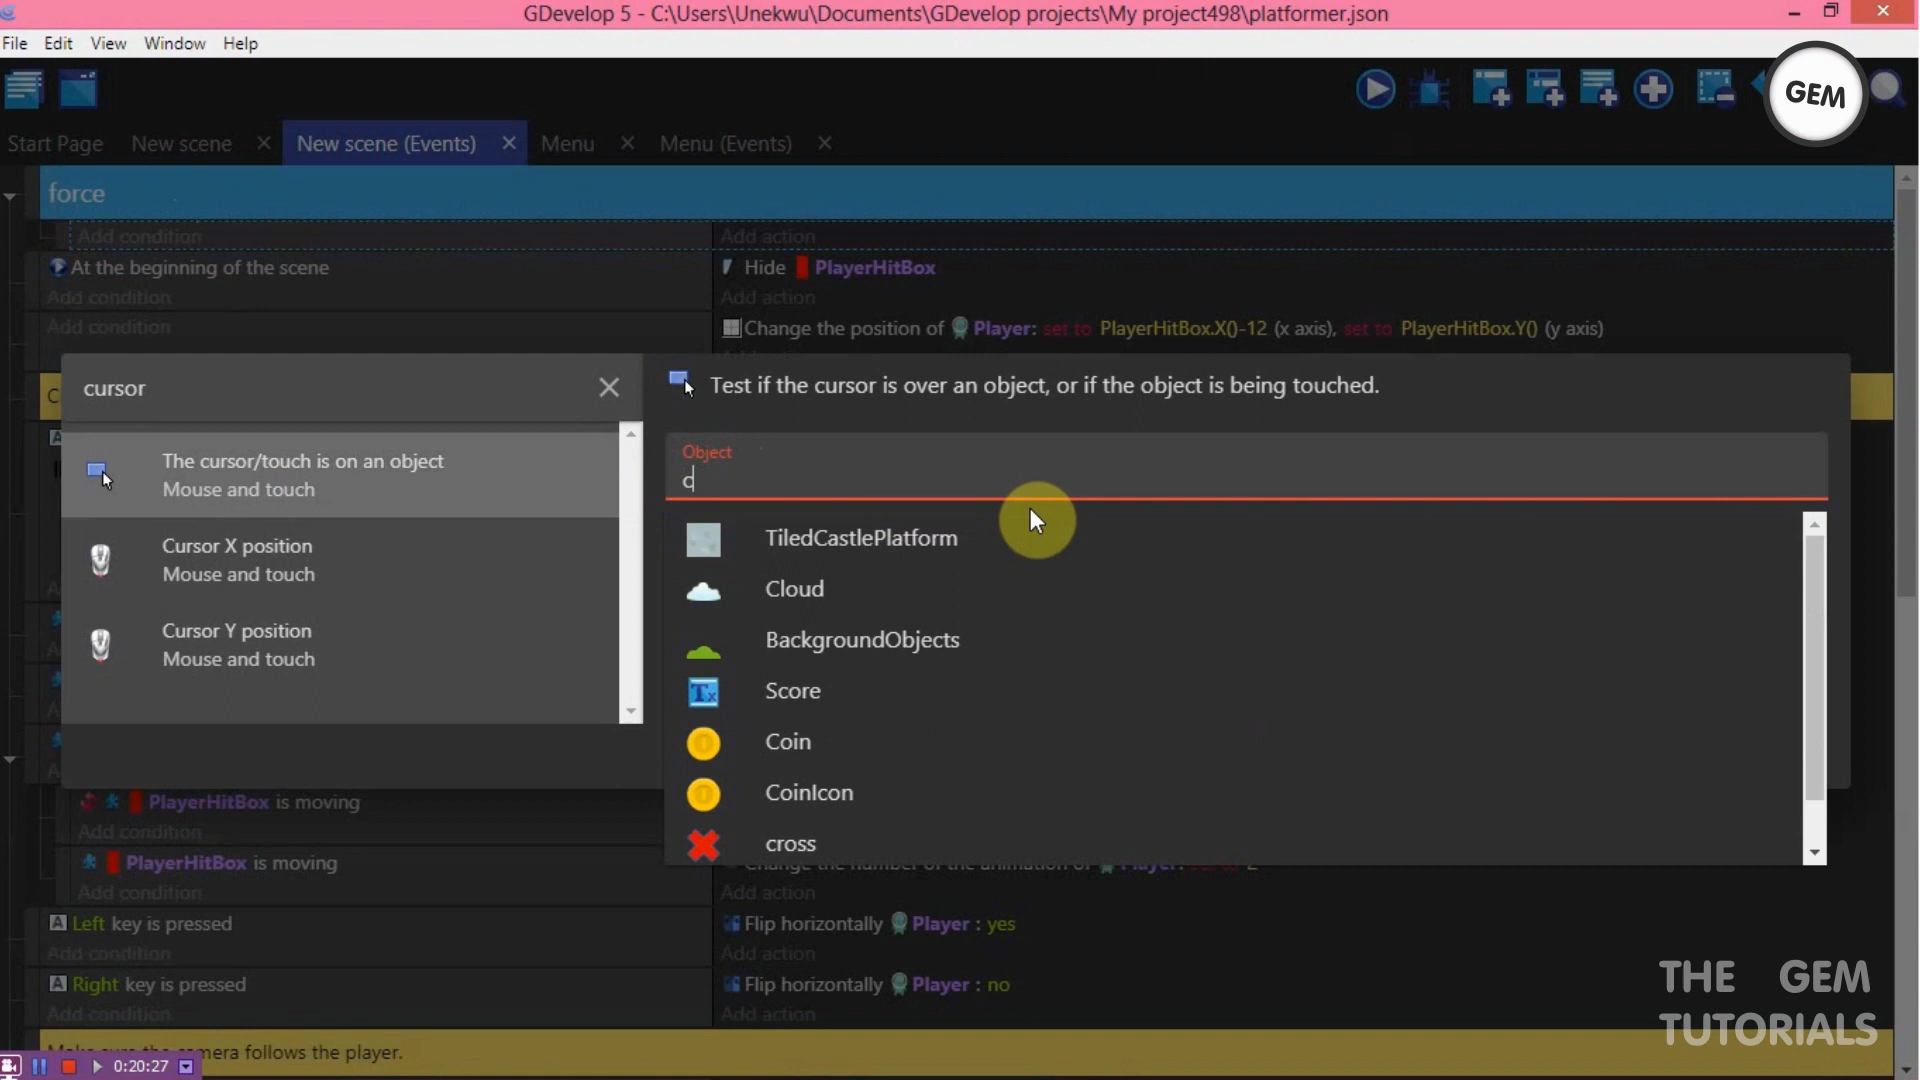 GDevelop 5 - C:\Users\Unekwu\Documents\GDevelop projects\My project498\platformer.json
File Edit View Window Help
GEM
Start Page New scene New scene (Events) Menu Menu (Events)
force
Add condition Add action
At the beginning of the scene Hide PlayerHitBox
Add condition Add action
Add condition Change the position of Player: set to PlayerHitBox.X()-12 (x axis), set to PlayerHitBox.Y() (y axis)
cursor
Test if the cursor is over an object, or if the object is being touched.
The cursor/touch is on an object
Mouse and touch
Cursor X position
Mouse and touch
Cursor Y position
Mouse and touch
Object
c
TiledCastlePlatform
Cloud
BackgroundObjects
Score
Coin
CoinIcon
cross
PlayerHitBox is moving
Add condition
PlayerHitBox is moving
Add condition Add action
Left key is pressed Flip horizontally Player : yes
Add condition Add action
Right key is pressed Flip horizontally Player : no
Add condition Add action
THE GEM
TUTORIALS
camera follows the player.
0:20:27